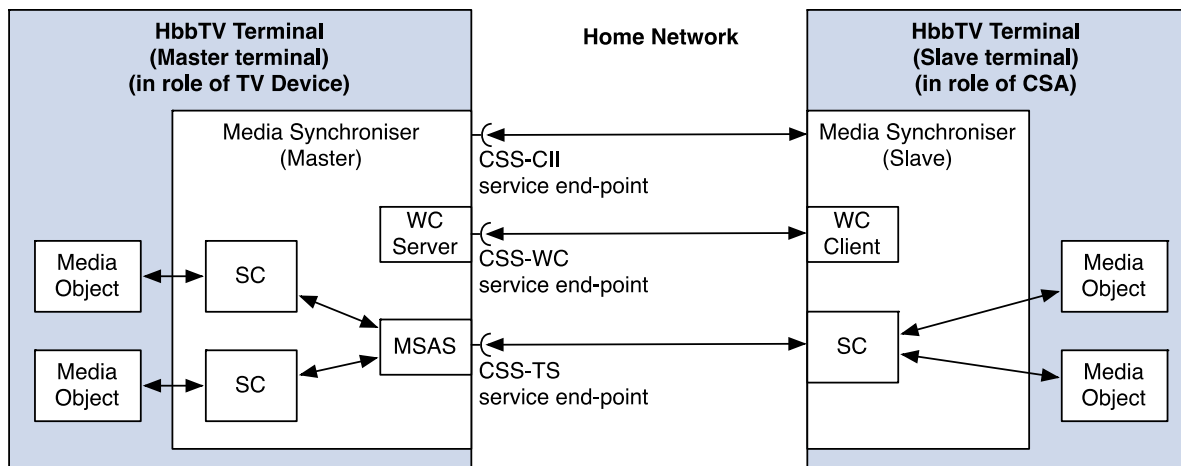 HbbTV Terminal
(Master terminal)
(in role of TV Device)
Home Network
HbbTV Terminal
(Slave terminal)
(in role of CSA)
Media Synchroniser
(Master)
CSS-CII
service end-point
Media Synchroniser
(Slave)
WC
Server
CSS-WC
service end-point
WC
Client
Media
Object
SC
Media
Object
MSAS
CSS-TS
service end-point
SC
Media
Object
SC
Media
Object